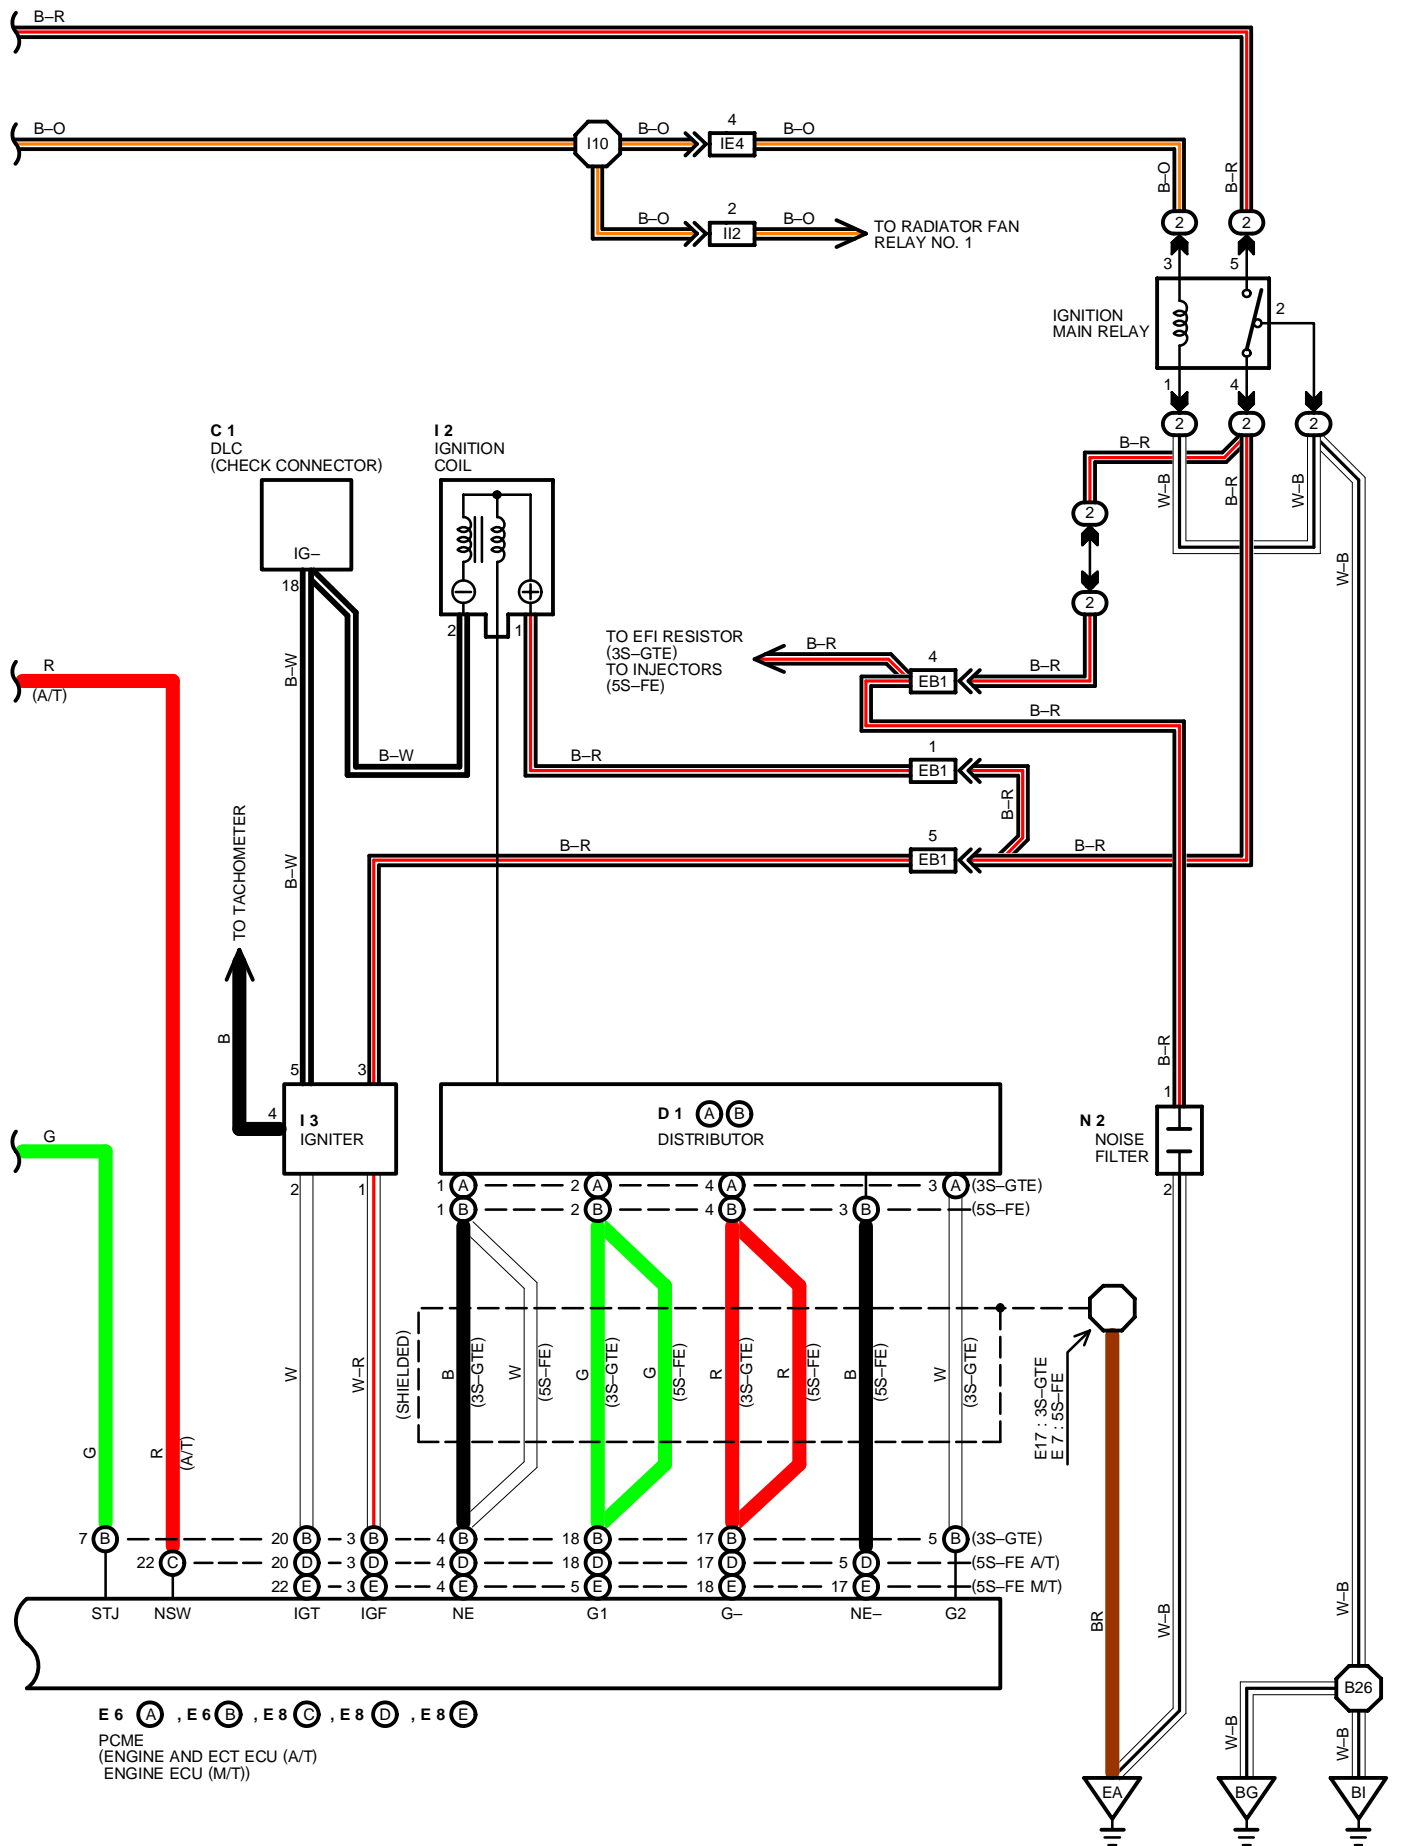 B–R
B–O
I10
B–O
4
IE4
B–O
B–O
2
II2
B–O
TO RADIATOR FAN
RELAY NO. 1
B–O
B–R
2
2
3
5
IGNITION
MAIN RELAY
2
1
4
2
2
2
C 1
DLC
(CHECK CONNECTOR)
IG–
18
I 2
IGNITION
COIL
2
1
B–R
W–B
B–R
W–B
2
2
W–B
TO EFI RESISTOR
(3S–GTE)
TO INJECTORS
(5S–FE)
B–R
4
EB1
B–R
B–R
R
(A/T)
B–W
B–W
B–R
1
EB1
B–R
B–R
5
EB1
B–R
B–W
TO TACHOMETER
B
5
3
4
I 3
IGNITER
2
1
D 1
A
B
DISTRIBUTOR
B–R
1
N 2
NOISE
FILTER
2
G
1
A
2
A
4
A
3
A
(3S–GTE)
1
B
2
B
4
B
3
B
(5S–FE)
W
W–R
(SHIELDED)
B
(3S–GTE)
W
(5S–FE)
G
(3S–GTE)
G
(5S–FE)
R
(3S–GTE)
R
(5S–FE)
B
(5S–FE)
W
(3S–GTE)
E17 : 3S–GTE
E 7 : 5S–FE
G
R
(A/T)
7
B
20
B
3
B
4
B
18
B
17
B
5
B
(3S–GTE)
22
C
20
D
3
D
4
D
18
D
17
D
5
D
(5S–FE A/T)
22
E
3
E
4
E
5
E
18
E
17
E
(5S–FE M/T)
STJ
NSW
IGT
IGF
NE
G1
G–
NE–
G2
BR
W–B
W–B
B26
W–B
W–B
E 6 A , E 6 B , E 8 C , E 8 D , E 8 E
PCME
(ENGINE AND ECT ECU (A/T)
ENGINE ECU (M/T))
EA
BG
BI